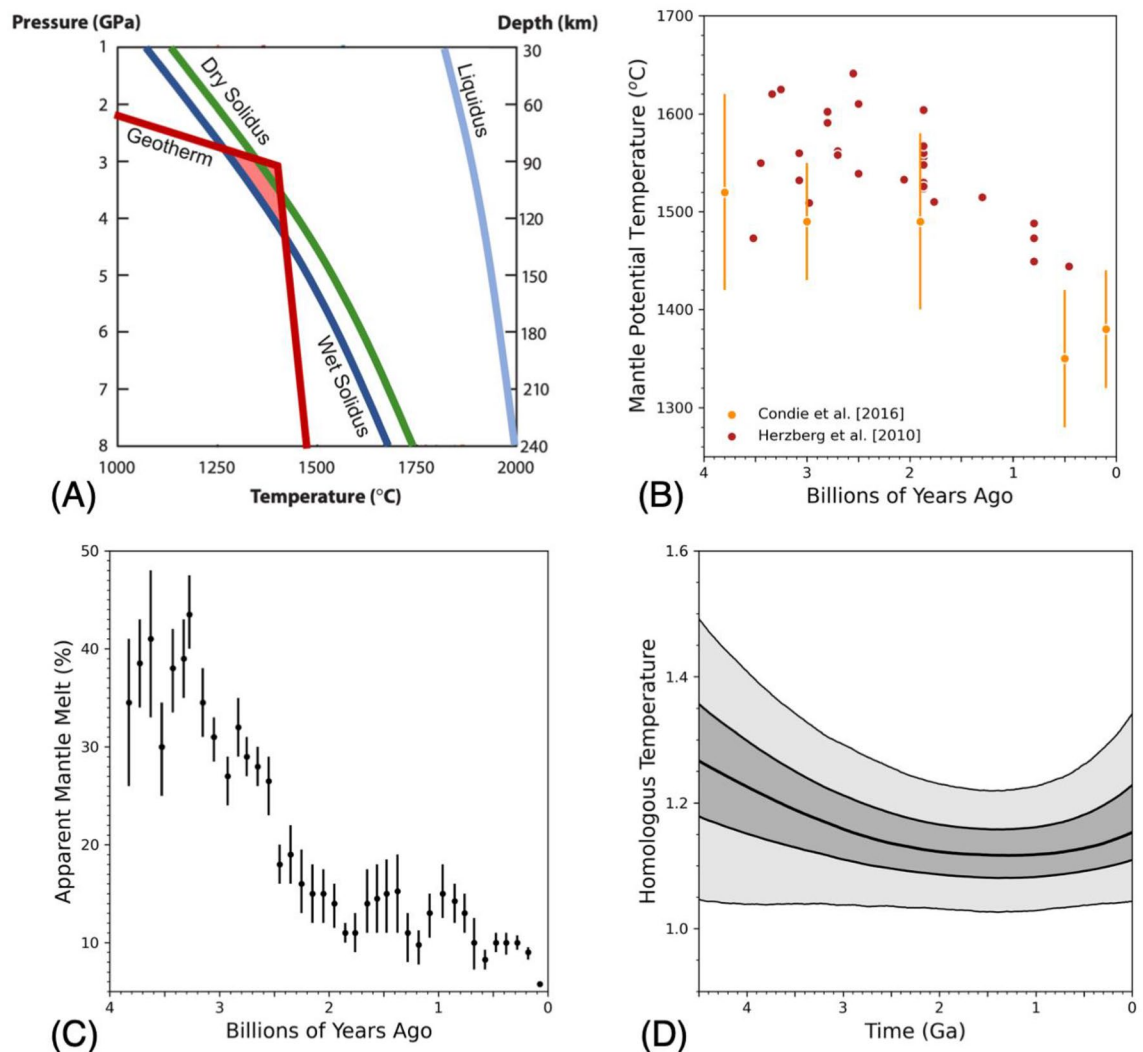 Pressure (GPa)
Depth (km)
1
2
3
4
5
6
7
8
30
60
90
120
150
180
210
240
Dry Solidus
Liquidus
Geotherm
Wet Solidus
1000
1250
1500
1750
2000
Temperature (°C)
(A)
1700
1600
1500
1400
1300
Mantle Potential Temperature (°C)
Condie et al. [2016]
Herzberg et al. [2010]
4
3
2
1
0
Billions of Years Ago
(B)
50
40
30
20
10
Apparent Mantle Melt (%)
4
3
2
1
0
Billions of Years Ago
(C)
1.6
1.4
1.2
1.0
Homologous Temperature
4
3
2
1
0
Time (Ga)
(D)